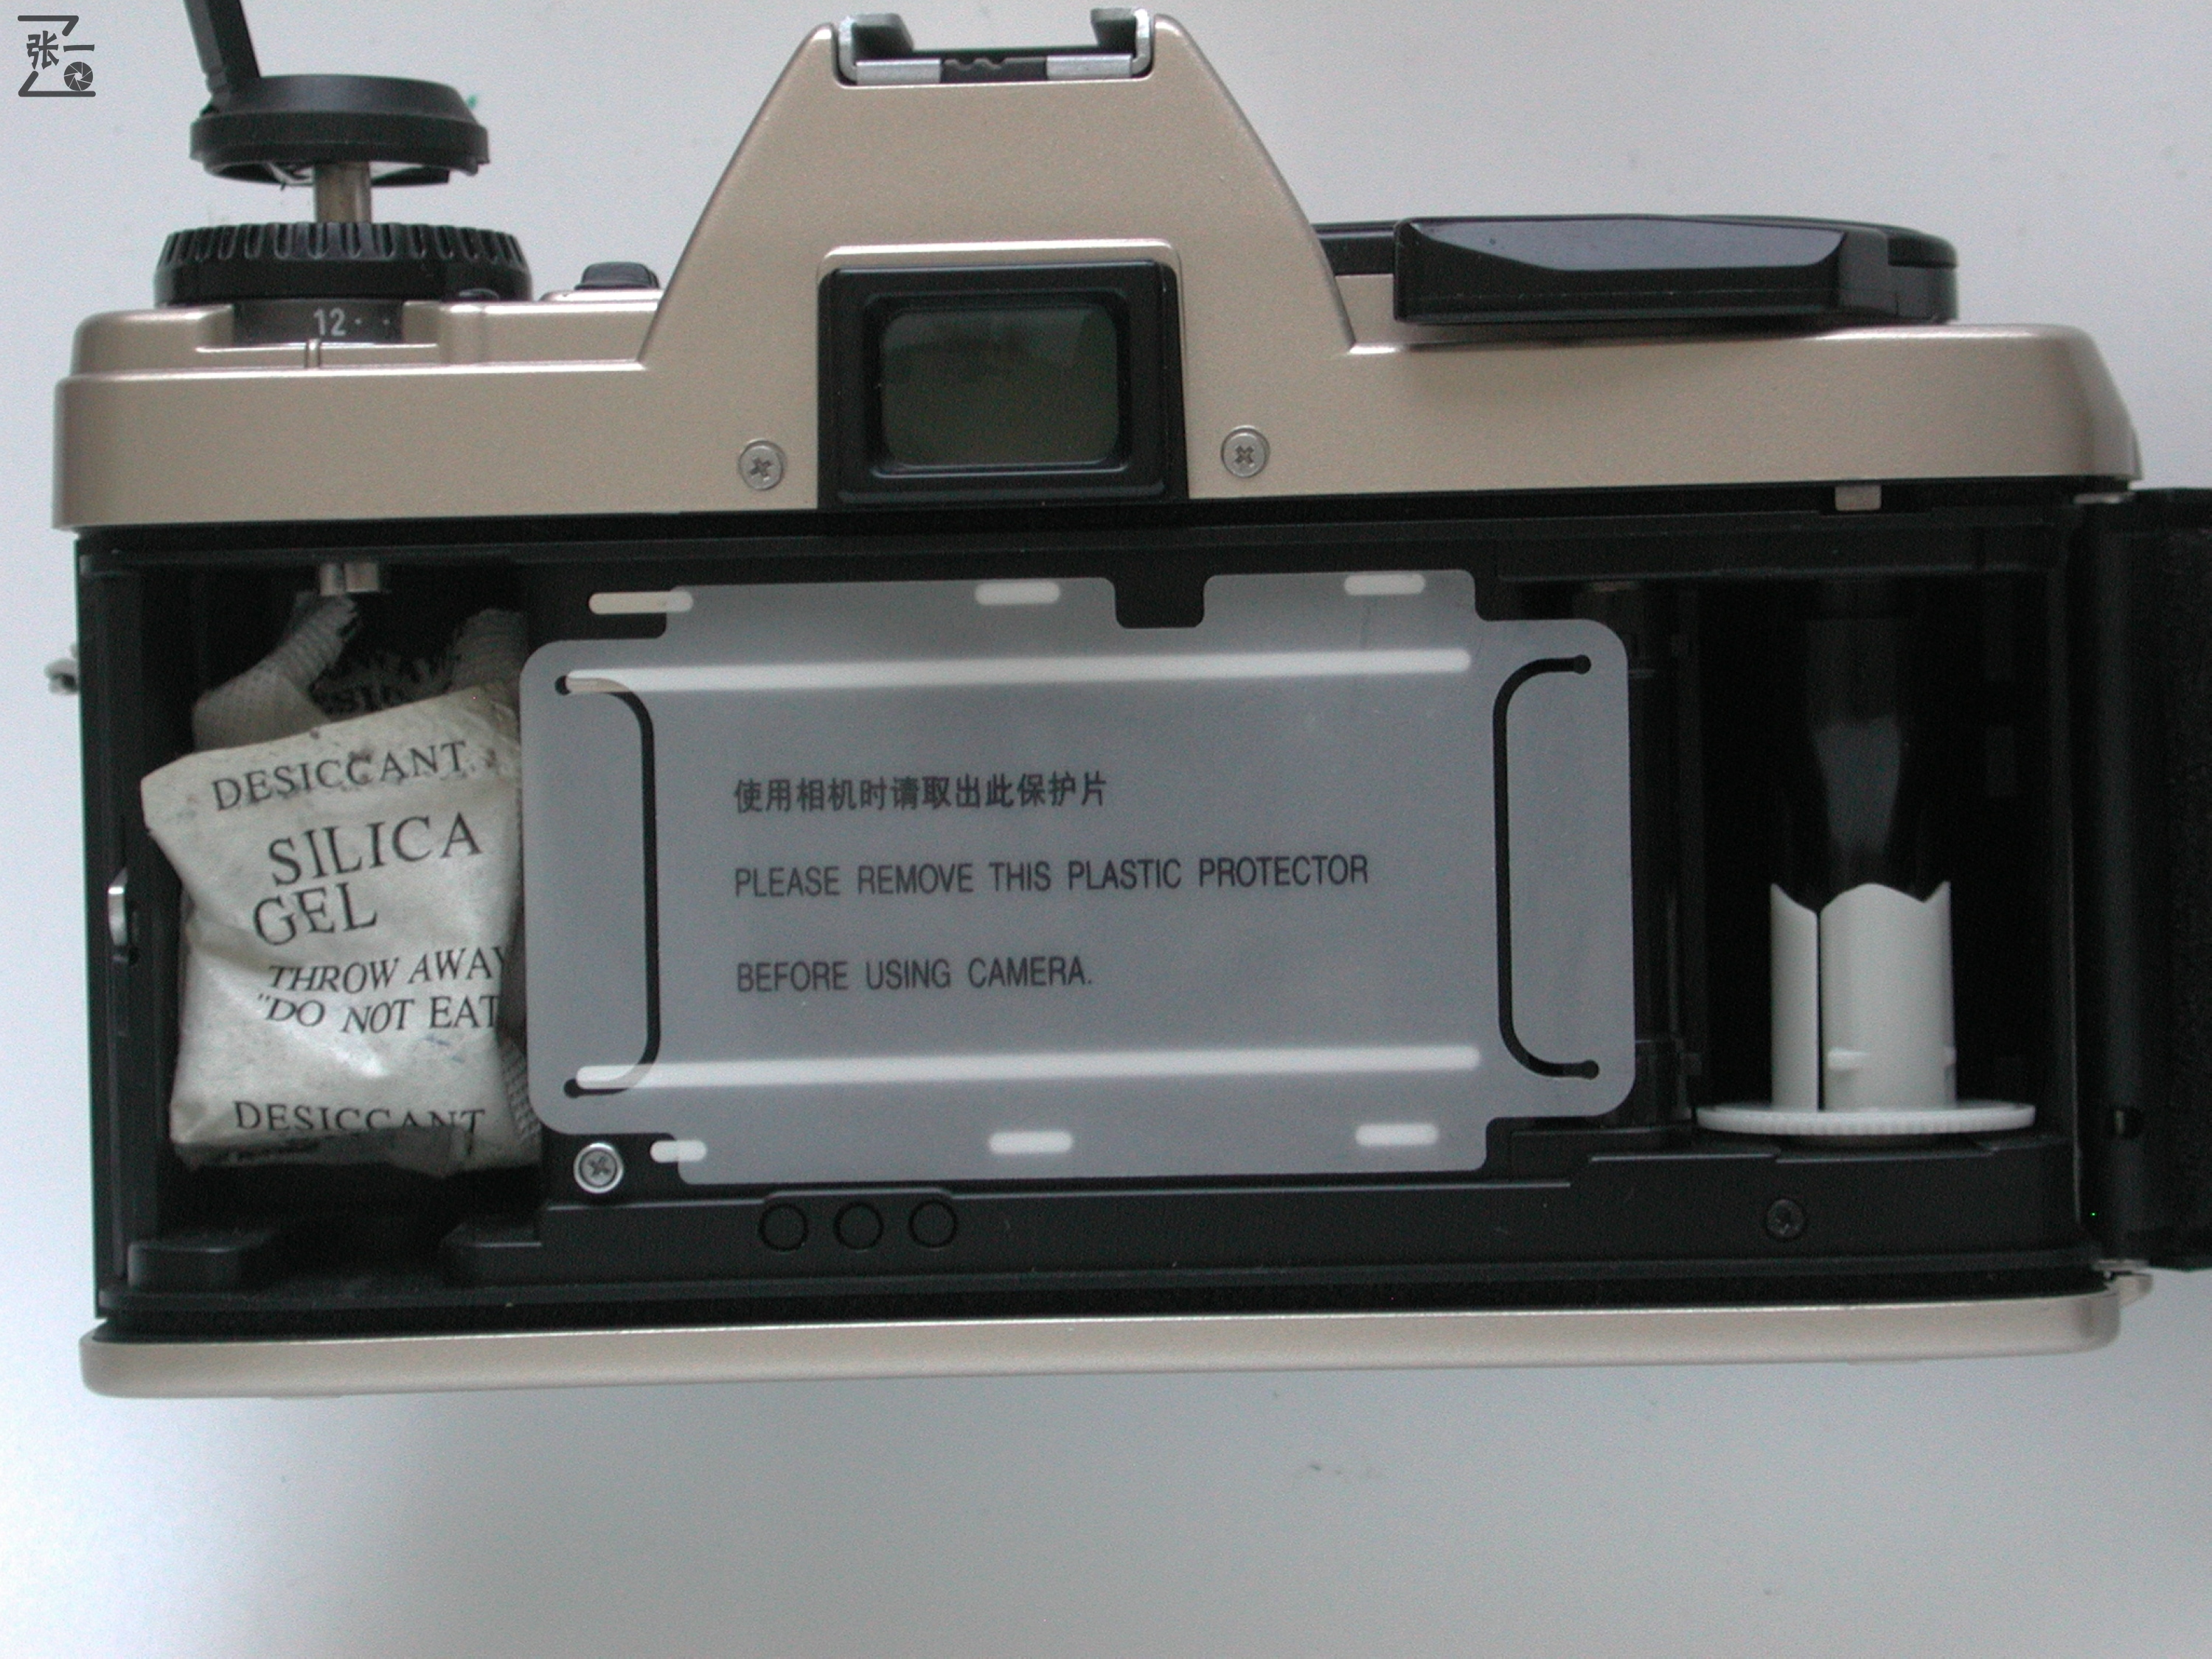 张一
12
DESICCANT
SILICA
GEL
THROW AWAY
"DO NOT EAT
DESICCANT
使用相机时请取出此保护片
PLEASE REMOVE THIS PLASTIC PROTECTOR
BEFORE USING CAMERA.